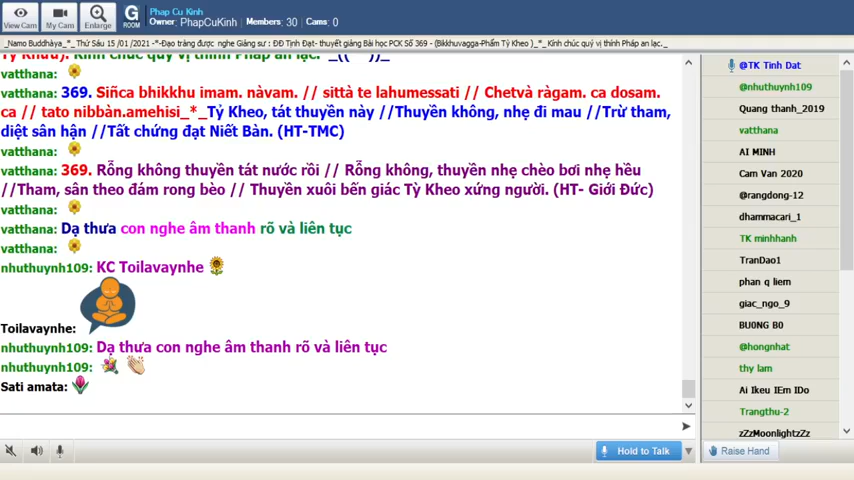 View Cam
My Cam
Enlarge
G
ROOM
Phap Cu Kinh
Owner: PhapCuKinh , Members: 30 , Cams: 0
_Namo Buddhàya_*_ Thứ Sáu 15 /01/2021 -*-Đạo tràng được nghe Giảng sư : ĐĐ Tịnh Đạt- thuyết giảng Bài học PCK Số 369 - (Bikkhuvagga-Phẩm Tỷ Kheo )_*_ Kính chúc quý vị thính Pháp an lạc._
vatthana:
vatthana: 369. Siñca bhikkhu imam. nàvam. // sittà te lahumessati // Chetvà ràgam. ca dosam.
ca // tato nibbàn.amehisi_*_Tỷ Kheo, tát thuyền này //Thuyền không, nhẹ đi mau //Trừ tham,
diệt sân hận //Tất chứng đạt Niết Bàn. (HT-TMC)
vatthana:
vatthana: 369. Rỗng không thuyền tát nước rồi // Rỗng không, thuyền nhẹ chèo bơi nhẹ hều
//Tham, sân theo đám rong bèo // Thuyền xuôi bến giác Tỳ Kheo xứng người. (HT- Giới Đức)
vatthana:
vatthana: Dạ thưa con nghe âm thanh rõ và liên tục
vatthana:
nhuthuynh109: KC Toilavaynhe
Toilavaynhe:
nhuthuynh109: Dạ thưa con nghe âm thanh rõ và liên tục
nhuthuynh109:
Sati amata:
Hold to Talk
Raise Hand
@TK Tinh Dat
@nhuthuynh109
Quang thanh_2019
vatthana
AI MINH
Cam Van 2020
@rangdong-12
dhammacari_1
TK minhhanh
TranDao1
phan q liem
giac_ngo_9
BUONG BO
@hongnhat
thy lam
Ai Ikeu IEm IDo
Trangthu-2
zZzMoonlightzZz